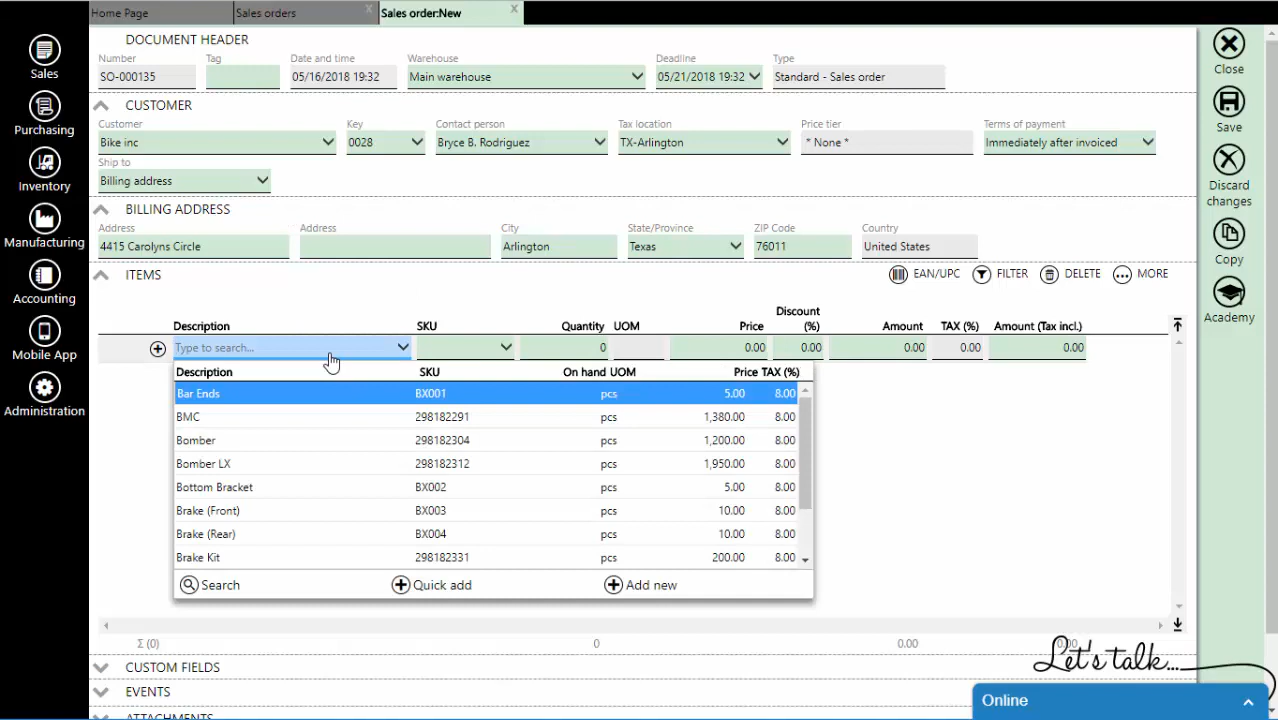 Home Page Sales orders x Sales order:New x
DOCUMENT HEADER
Number Tag Date and time Warehouse Deadline Type
SO-000135 05/16/2018 19:32 Main warehouse 05/21/2018 19:32 Standard - Sales order
CUSTOMER
Customer Key Contact person Tax location Price tier Terms of payment
Bike inc 0028 Bryce B. Rodriguez TX-Arlington * None * Immediately after invoiced
Ship to
Billing address
BILLING ADDRESS
Address Address City State/Province ZIP Code Country
4415 Carolyns Circle Arlington Texas 76011 United States
ITEMS EAN/UPC FILTER DELETE MORE
Description SKU Quantity UOM Price Discount (%) Amount TAX (%) Amount (Tax incl.)
Type to search... 0 0.00 0.00 0.00 0.00 0.00
Description SKU On hand UOM Price TAX (%)
Bar Ends BX001 pcs 5.00 8.00
BMC 298182291 pcs 1,380.00 8.00
Bomber 298182304 pcs 1,200.00 8.00
Bomber LX 298182312 pcs 1,950.00 8.00
Bottom Bracket BX002 pcs 5.00 8.00
Brake (Front) BX003 pcs 10.00 8.00
Brake (Rear) BX004 pcs 10.00 8.00
Brake Kit 298182331 pcs 200.00 8.00
Search Quick add Add new
Σ (0) 0 0.00 0.00
CUSTOM FIELDS
EVENTS
ATTACHMENTS
Sales
Purchasing
Inventory
Manufacturing
Accounting
Mobile App
Administration
Close
Save
Discard
changes
Copy
Academy
Let's talk...
Online